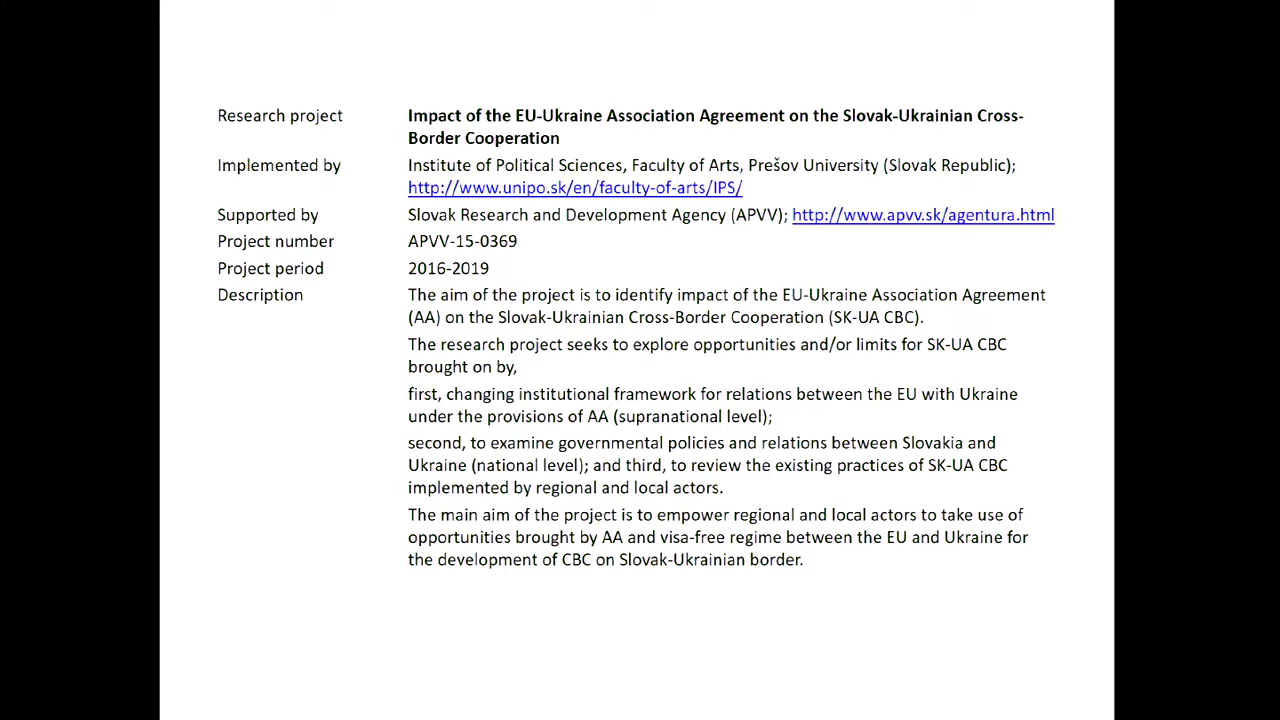 Research project Impact of the EU-Ukraine Association Agreement on the Slovak-Ukrainian Cross-
Border Cooperation
Implemented by Institute of Political Sciences, Faculty of Arts, Prešov University (Slovak Republic);
http://www.unipo.sk/en/faculty-of-arts/IPS/
Supported by Slovak Research and Development Agency (APVV); http://www.apvv.sk/agentura.html
Project number APVV-15-0369
Project period 2016-2019
Description The aim of the project is to identify impact of the EU-Ukraine Association Agreement
(AA) on the Slovak-Ukrainian Cross-Border Cooperation (SK-UA CBC).
The research project seeks to explore opportunities and/or limits for SK-UA CBC
brought on by,
first, changing institutional framework for relations between the EU with Ukraine
under the provisions of AA (supranational level);
second, to examine governmental policies and relations between Slovakia and
Ukraine (national level); and third, to review the existing practices of SK-UA CBC
implemented by regional and local actors.
The main aim of the project is to empower regional and local actors to take use of
opportunities brought by AA and visa-free regime between the EU and Ukraine for
the development of CBC on Slovak-Ukrainian border.